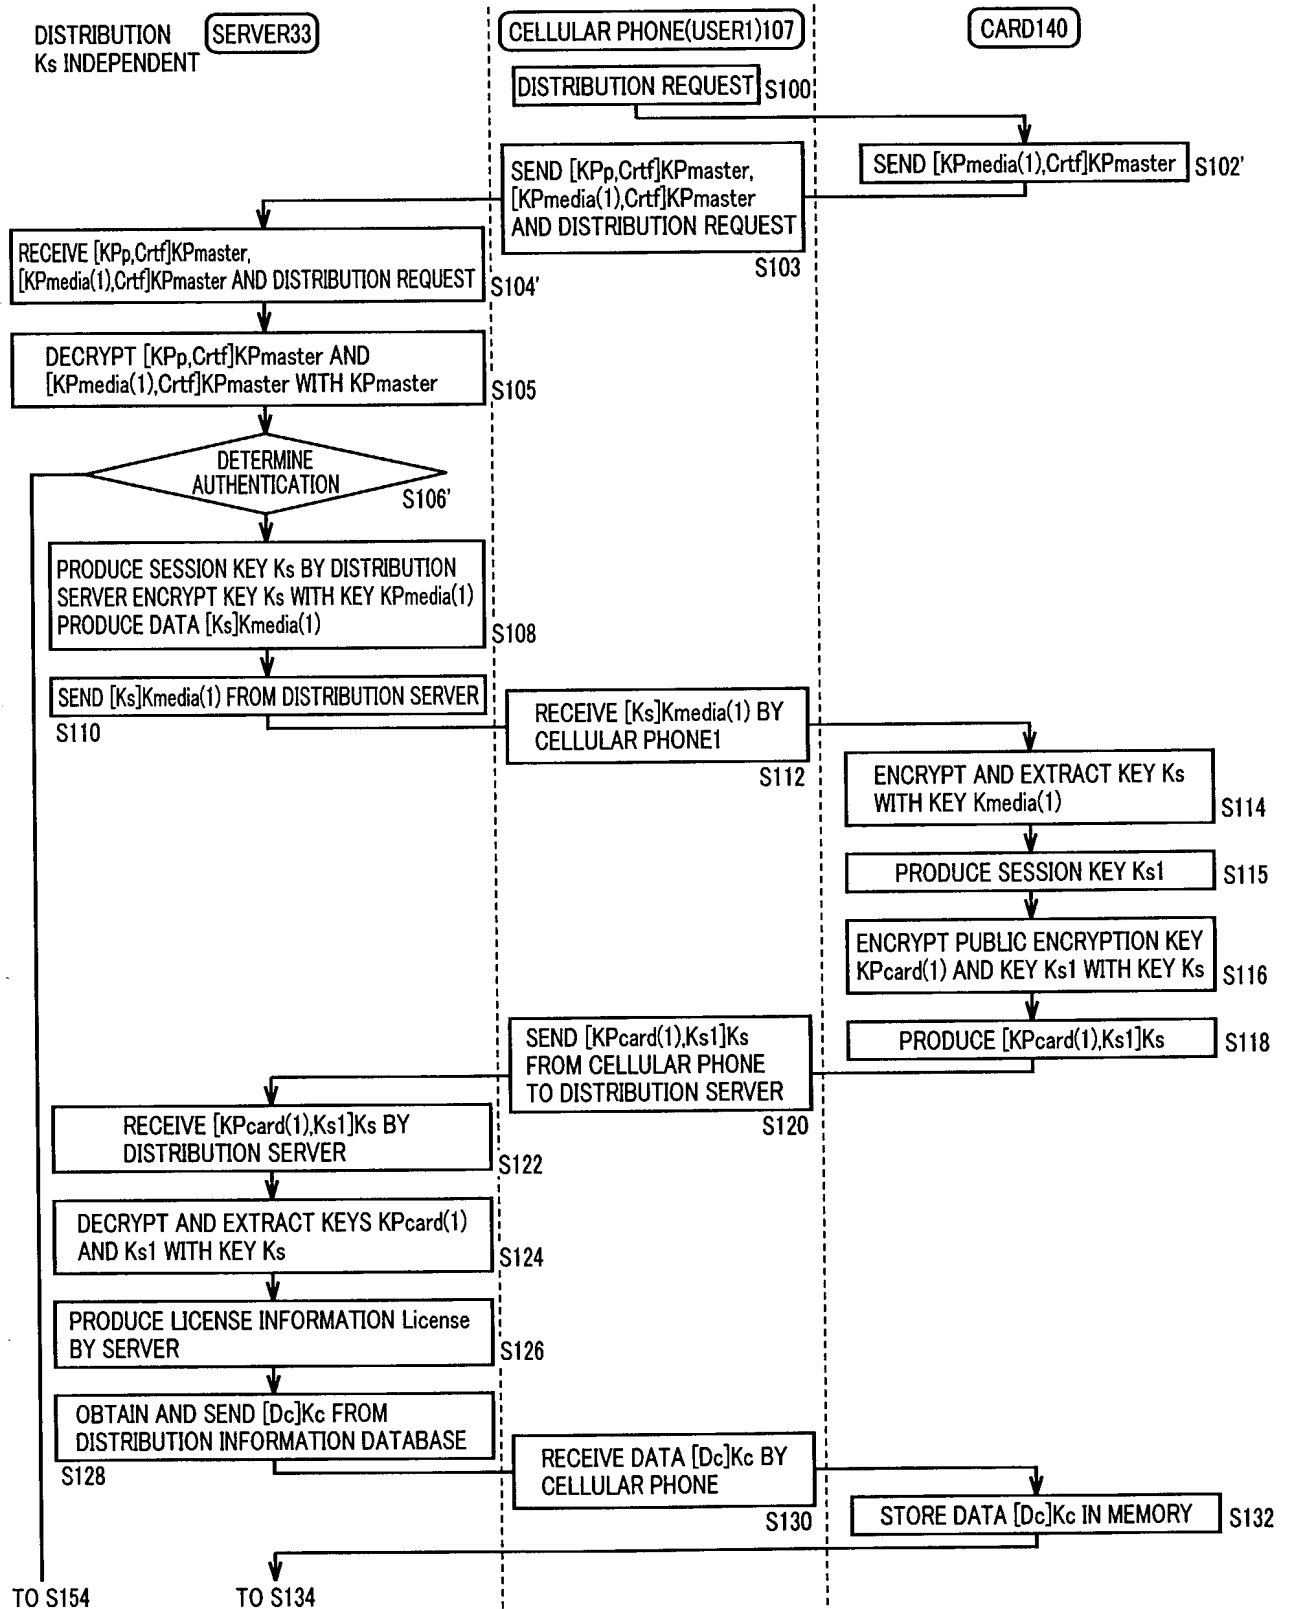 DISTRIBUTION
Ks INDEPENDENT
SERVER33
CELLULAR PHONE(USER1)107
CARD140
DISTRIBUTION REQUEST
S100
SEND [KPmedia(1),Crtf]KPmaster
S102'
SEND [KPp,Crtf]KPmaster,
[KPmedia(1),Crtf]KPmaster
AND DISTRIBUTION REQUEST
S103
RECEIVE [KPp,Crtf]KPmaster,
[KPmedia(1),Crtf]KPmaster AND DISTRIBUTION REQUEST
S104'
DECRYPT [KPp,Crtf]KPmaster AND
[KPmedia(1),Crtf]KPmaster WITH KPmaster
S105
DETERMINE
AUTHENTICATION
S106'
PRODUCE SESSION KEY Ks BY DISTRIBUTION
SERVER ENCRYPT KEY Ks WITH KEY KPmedia(1)
PRODUCE DATA [Ks]Kmedia(1)
S108
SEND [Ks]Kmedia(1) FROM DISTRIBUTION SERVER
S110
RECEIVE [Ks]Kmedia(1) BY
CELLULAR PHONE1
S112
ENCRYPT AND EXTRACT KEY Ks
WITH KEY Kmedia(1)
S114
PRODUCE SESSION KEY Ks1
S115
ENCRYPT PUBLIC ENCRYPTION KEY
KPcard(1) AND KEY Ks1 WITH KEY Ks
S116
PRODUCE [KPcard(1),Ks1]Ks
S118
SEND [KPcard(1),Ks1]Ks
FROM CELLULAR PHONE
TO DISTRIBUTION SERVER
S120
RECEIVE [KPcard(1),Ks1]Ks BY
DISTRIBUTION SERVER
S122
DECRYPT AND EXTRACT KEYS KPcard(1)
AND Ks1 WITH KEY Ks
S124
PRODUCE LICENSE INFORMATION License
BY SERVER
S126
OBTAIN AND SEND [Dc]Kc FROM
DISTRIBUTION INFORMATION DATABASE
S128
RECEIVE DATA [Dc]Kc BY
CELLULAR PHONE
S130
STORE DATA [Dc]Kc IN MEMORY
S132
TO S154
TO S134